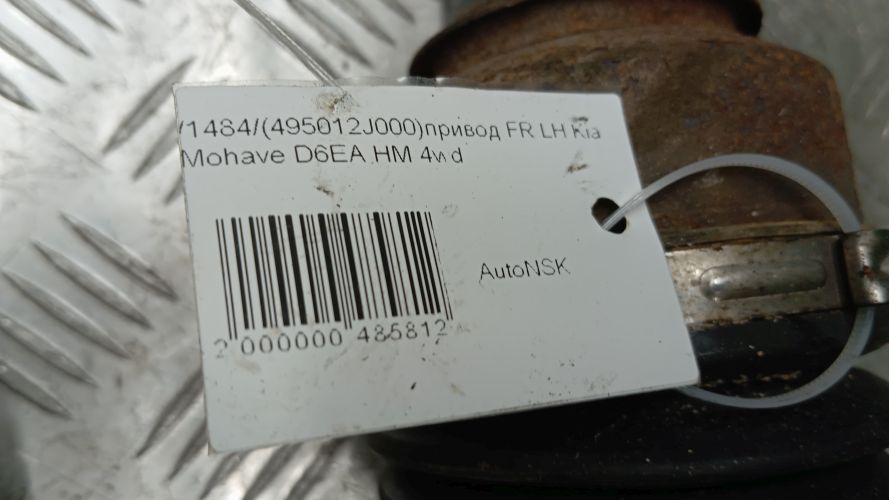 /1484/(495012J000)привод FR LH Kia
Mohave D6EA HM 4wd
AutoNSK
2 000000 485812